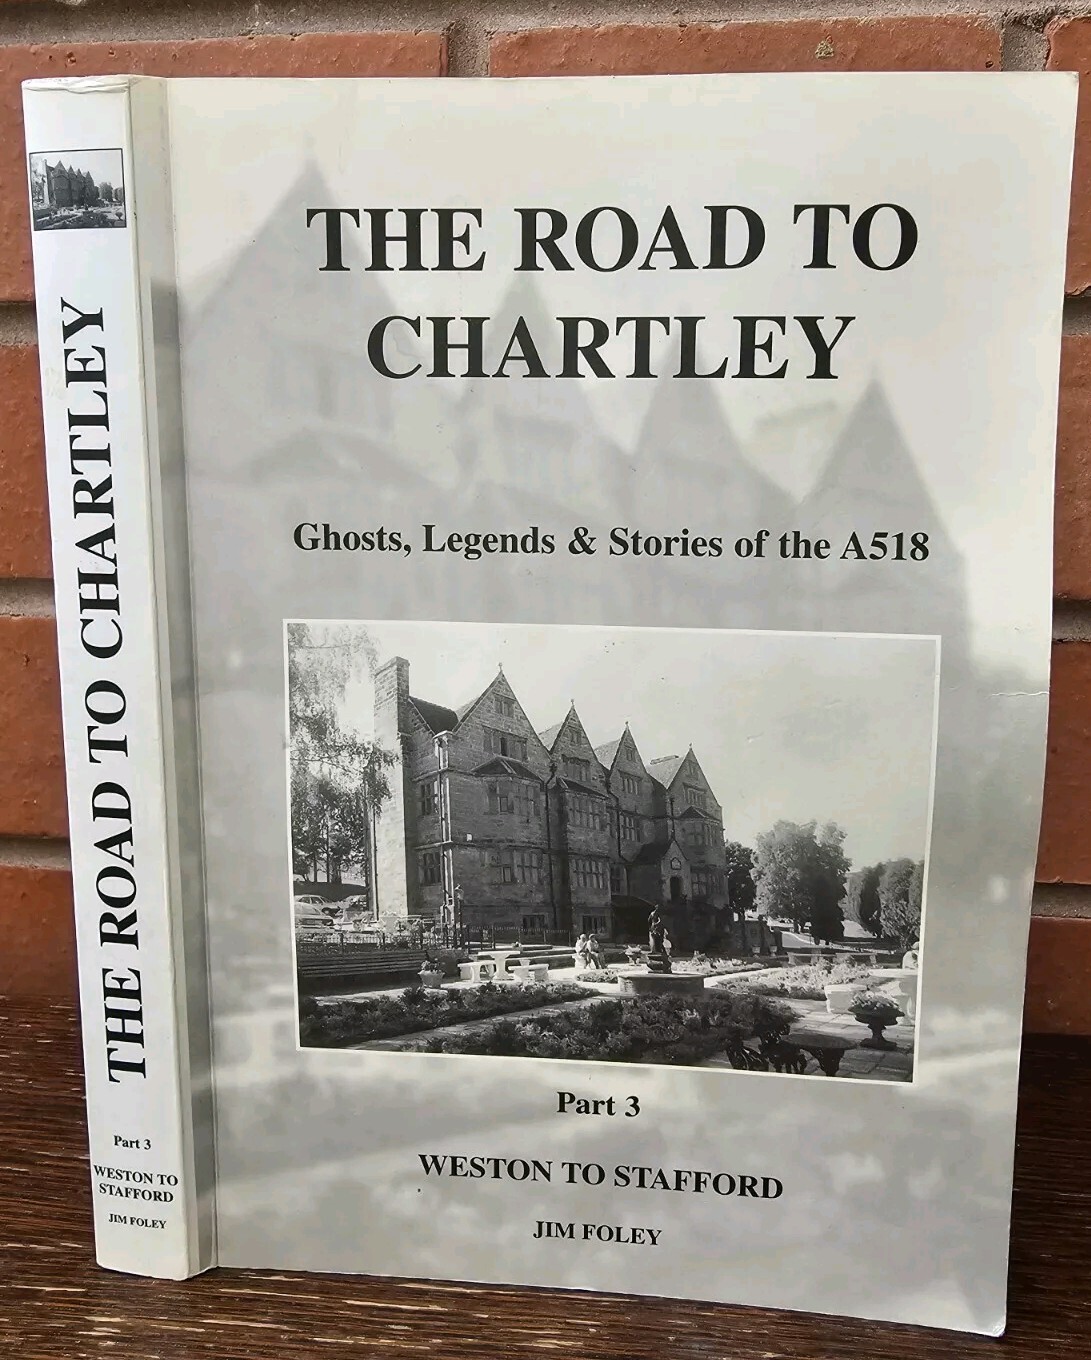 THE ROAD TO CHARTLEY
Part 3
WESTON TO
STAFFORD
JIM FOLEY
THE ROAD TO
CHARTLEY
Ghosts, Legends & Stories of the A518
Part 3
WESTON TO STAFFORD
JIM FOLEY